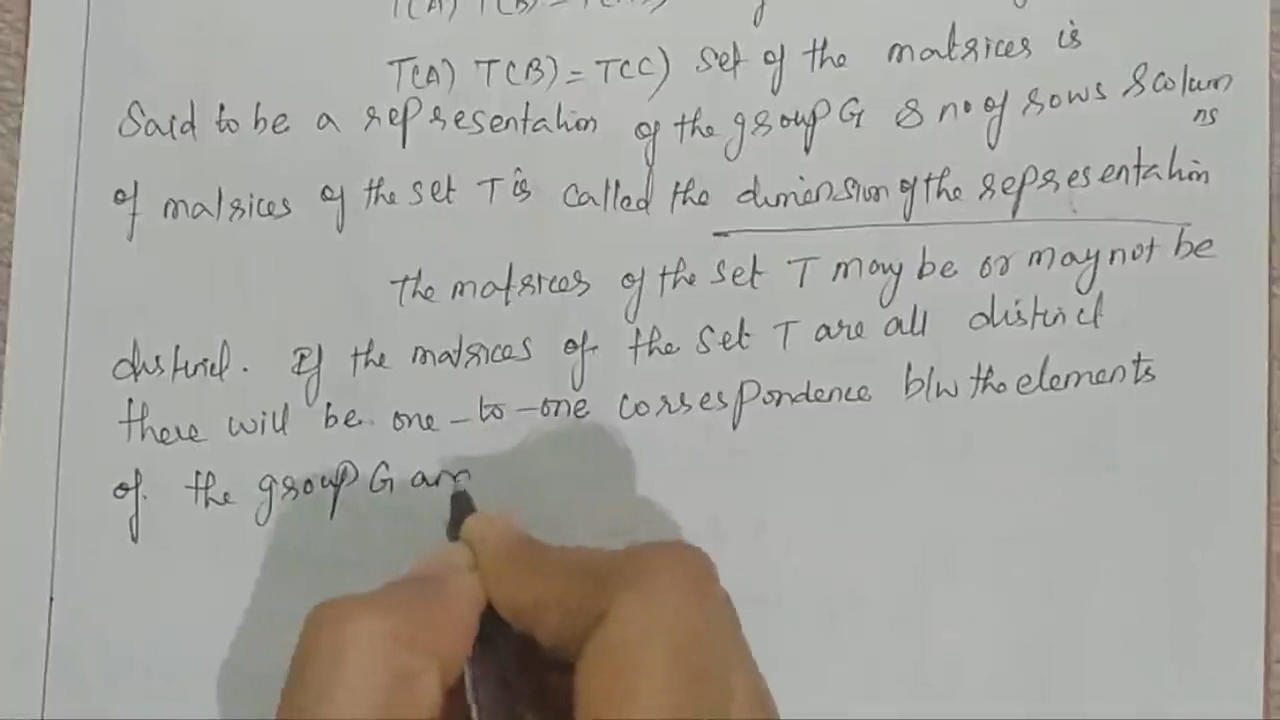 T(A) T(B) =
T(A) T(B) = T(C) set of the matrices is
Said to be a representation of the group G & no of rows & colum
ns
of matrices of the set T is called the dimension of the representation
the matrices of the set T may be or may not be
distinct. If the matrices of the set T are all distinct
there will be one-to-one correspondence b/w the elements
of the group G an